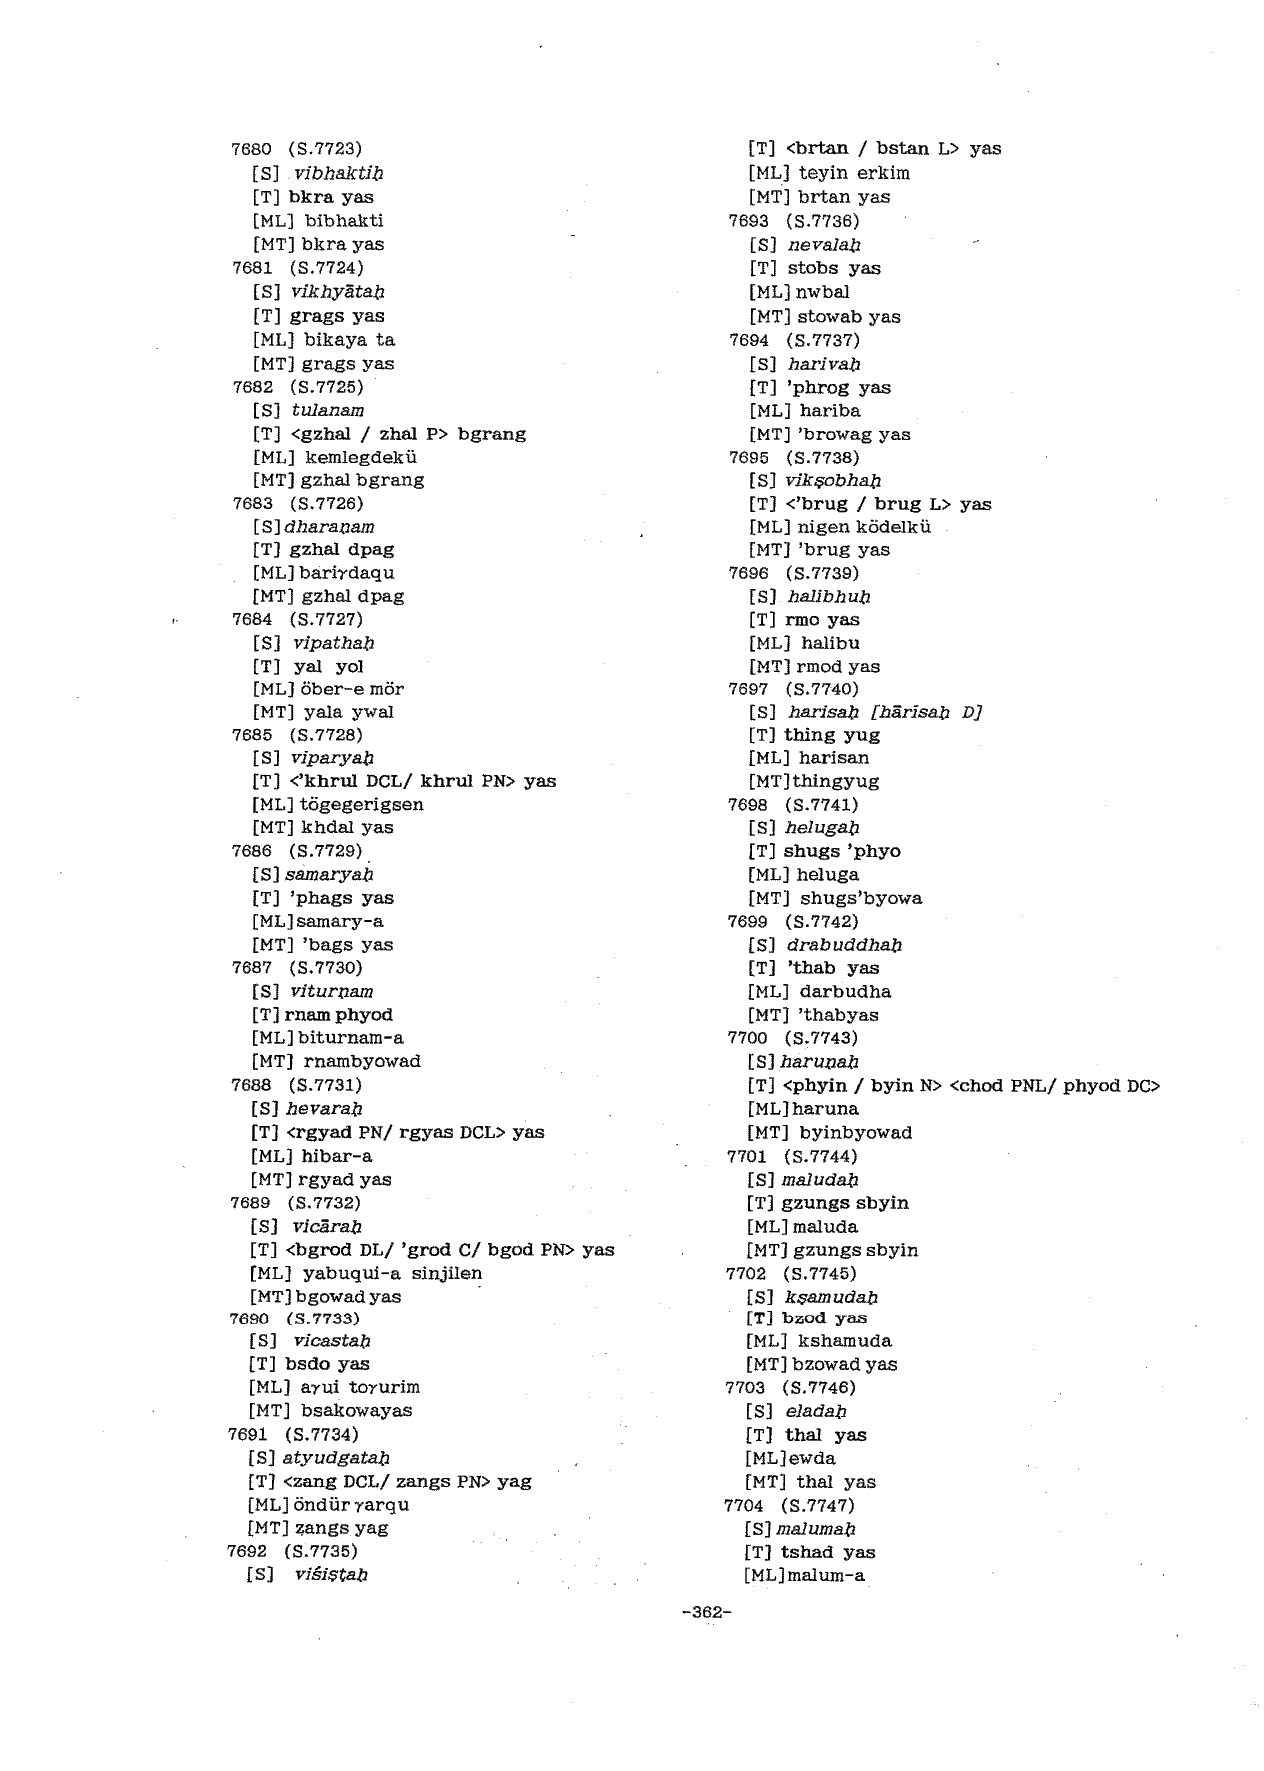 7680 (S.7723)
[S] vibhaktiḥ
[T] bkra yas
[ML] bibhakti
[MT] bkra yas
7681 (S.7724)
[S] vikhyātaḥ
[T] grags yas
[ML] bikaya ta
[MT] grags yas
7682 (S.7725)
[S] tulanam
[T] <gzhal / zhal P> bgrang
[ML] kemlegdekü
[MT] gzhal bgrang
7683 (S.7726)
[S] dharaṇam
[T] gzhal dpag
[ML] bariγdaqu
[MT] gzhal dpag
7684 (S.7727)
[S] vipathaḥ
[T] yal yol
[ML] öber-e mör
[MT] yala ywal
7685 (S.7728)
[S] viparyaḥ
[T] <'khrul DCL/ khrul PN> yas
[ML] tögegerigsen
[MT] khdal yas
7686 (S.7729)
[S] samaryaḥ
[T] 'phags yas
[ML] samary-a
[MT] 'bags yas
7687 (S.7730)
[S] viturṇam
[T] rnam phyod
[ML] biturnam-a
[MT] rnambyowad
7688 (S.7731)
[S] hevaraḥ
[T] <rgyad PN/ rgyas DCL> yas
[ML] hibar-a
[MT] rgyad yas
7689 (S.7732)
[S] vicāraḥ
[T] <bgrod DL/ 'grod C/ bgod PN> yas
[ML] yabuqui-a sinjilen
[MT] bgowad yas
7690 (S.7733)
[S] vicastaḥ
[T] bsdo yas
[ML] aγui toγurim
[MT] bsakowayas
7691 (S.7734)
[S] atyudgataḥ
[T] <zang DCL/ zangs PN> yag
[ML] öndür γarqu
[MT] zangs yag
7692 (S.7735)
[S] viśiṣṭaḥ
[T] <brtan / bstan L> yas
[ML] teyin erkim
[MT] brtan yas
7693 (S.7736)
[S] nevalaḥ
[T] stobs yas
[ML] nwbal
[MT] stowab yas
7694 (S.7737)
[S] harivaḥ
[T] 'phrog yas
[ML] hariba
[MT] 'browag yas
7695 (S.7738)
[S] vikṣobhaḥ
[T] <'brug / brug L> yas
[ML] nigen ködelkü
[MT] 'brug yas
7696 (S.7739)
[S] halibhuḥ
[T] rmo yas
[ML] halibu
[MT] rmod yas
7697 (S.7740)
[S] harisaḥ [hārīsaḥ D]
[T] thing yug
[ML] harisan
[MT] thingyug
7698 (S.7741)
[S] helugaḥ
[T] shugs 'phyo
[ML] heluga
[MT] shugs'byowa
7699 (S.7742)
[S] drabuddhaḥ
[T] 'thab yas
[ML] darbudha
[MT] 'thabyas
7700 (S.7743)
[S] haruṇaḥ
[T] <phyin / byin N> <chod PNL/ phyod DC>
[ML] haruna
[MT] byinbyowad
7701 (S.7744)
[S] maludaḥ
[T] gzungs sbyin
[ML] maluda
[MT] gzungs sbyin
7702 (S.7745)
[S] kṣamudaḥ
[T] bzod yas
[ML] kshamuda
[MT] bzowad yas
7703 (S.7746)
[S] eladaḥ
[T] thal yas
[ML] ewda
[MT] thal yas
7704 (S.7747)
[S] malumaḥ
[T] tshad yas
[ML] malum-a
-362-